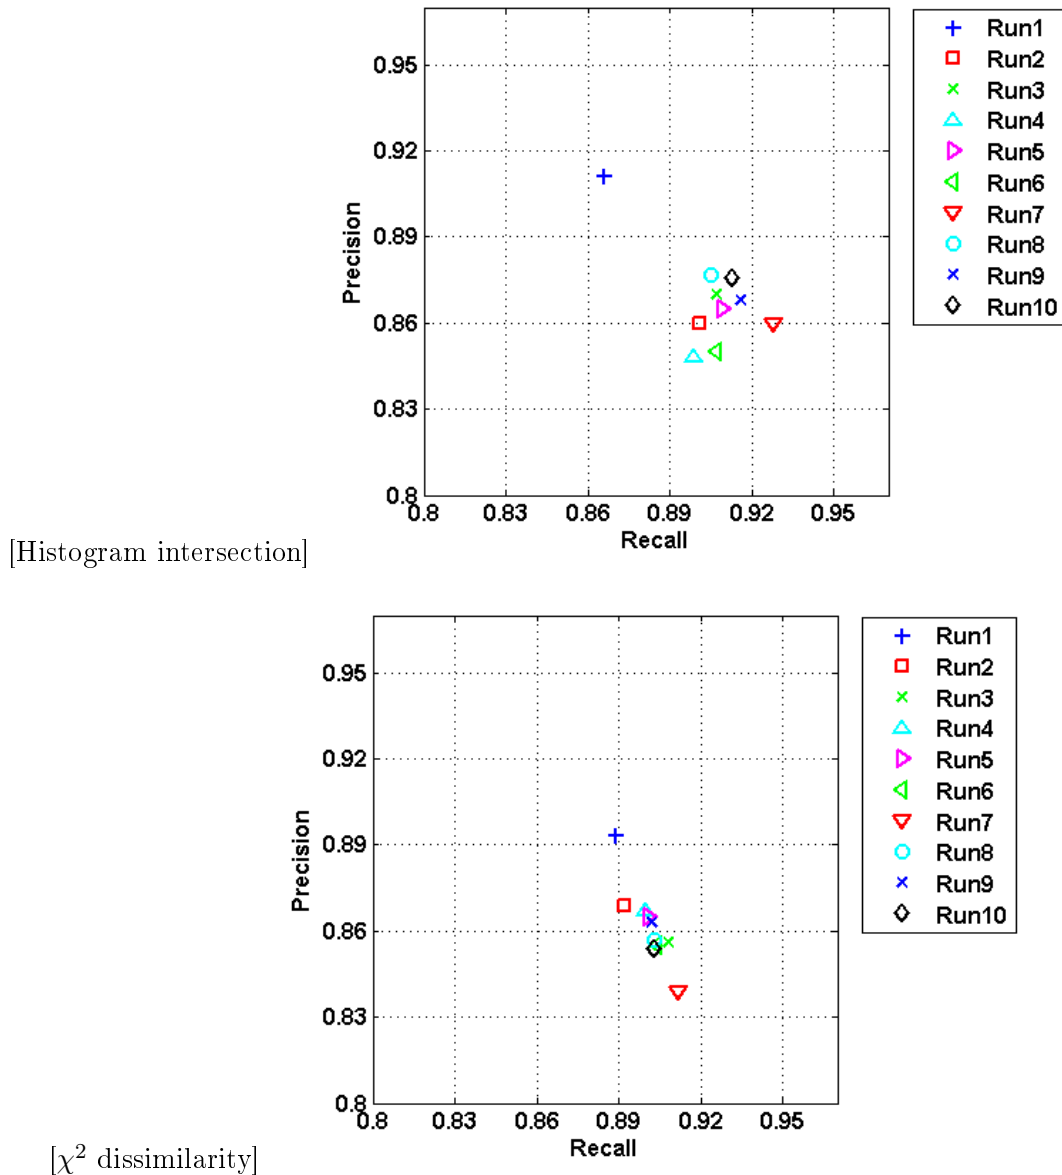 0.95
0.92
0.89
0.86
0.83
0.8
Precision
0.8 0.83 0.86 0.89 0.92 0.95
Recall
Run1
Run2
Run3
Run4
Run5
Run6
Run7
Run8
Run9
Run10
[Histogram intersection]
0.95
0.92
0.89
0.86
0.83
0.8
Precision
0.8 0.83 0.86 0.89 0.92 0.95
Recall
Run1
Run2
Run3
Run4
Run5
Run6
Run7
Run8
Run9
Run10
[χ² dissimilarity]